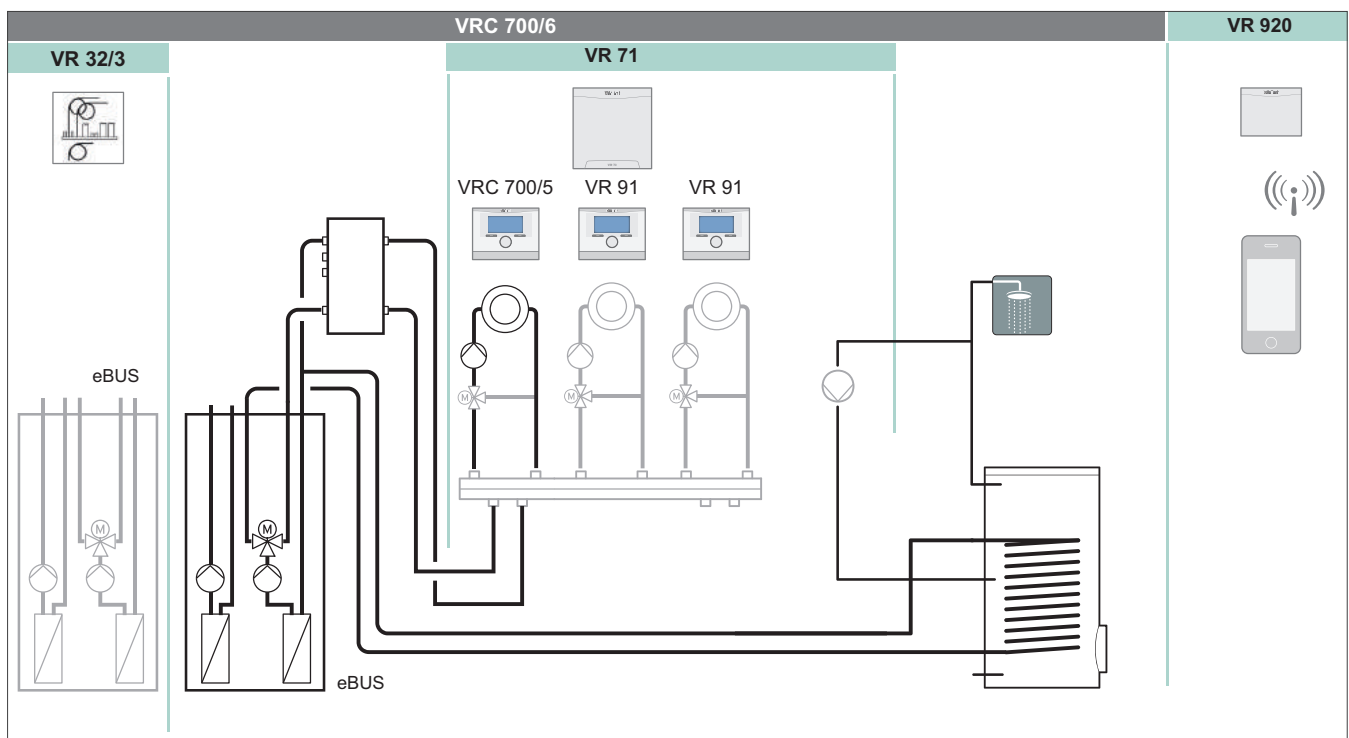 VRC 700/6
VR 920
VR 32/3
VR 71
VRC 700/5 VR 91 VR 91
eBUS
M
M
M
M
M
eBUS